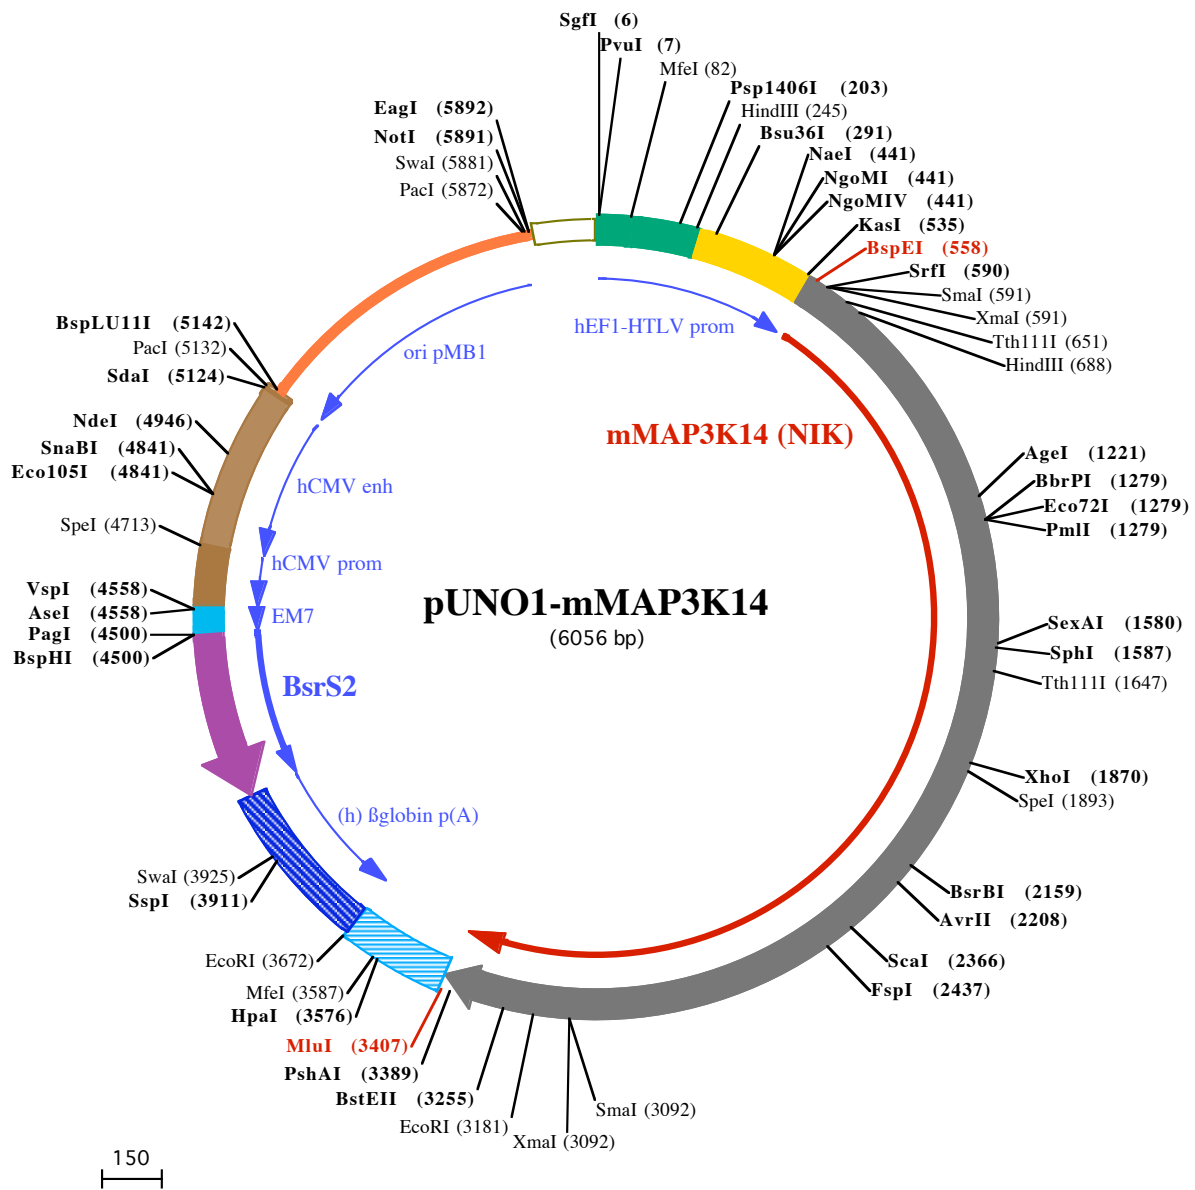 SgfI (6)
PvuI (7)
MfeI (82)
Psp1406I (203)
HindIII (245)
Bsu36I (291)
NaeI (441)
NgoMI (441)
NgoMIV (441)
KasI (535)
BspEI (558)
SrfI (590)
SmaI (591)
XmaI (591)
Tth111I (651)
HindIII (688)
AgeI (1221)
BbrPI (1279)
Eco72I (1279)
PmlI (1279)
SexAI (1580)
SphI (1587)
Tth111I (1647)
XhoI (1870)
SpeI (1893)
BsrBI (2159)
AvrII (2208)
ScaI (2366)
FspI (2437)
SmaI (3092)
XmaI (3092)
EcoRI (3181)
BstEII (3255)
PshAI (3389)
MluI (3407)
HpaI (3576)
MfeI (3587)
EcoRI (3672)
SspI (3911)
SwaI (3925)
BspHI (4500)
PagI (4500)
AseI (4558)
VspI (4558)
SpeI (4713)
Eco105I (4841)
SnaBI (4841)
NdeI (4946)
SdaI (5124)
PacI (5132)
BspLU11I (5142)
PacI (5872)
SwaI (5881)
NotI (5891)
EagI (5892)
hEF1-HTLV prom
ori pMB1
mMAP3K14 (NIK)
hCMV enh
hCMV prom
EM7
BsrS2
(h) ßglobin p(A)
pUNO1-mMAP3K14
(6056 bp)
150